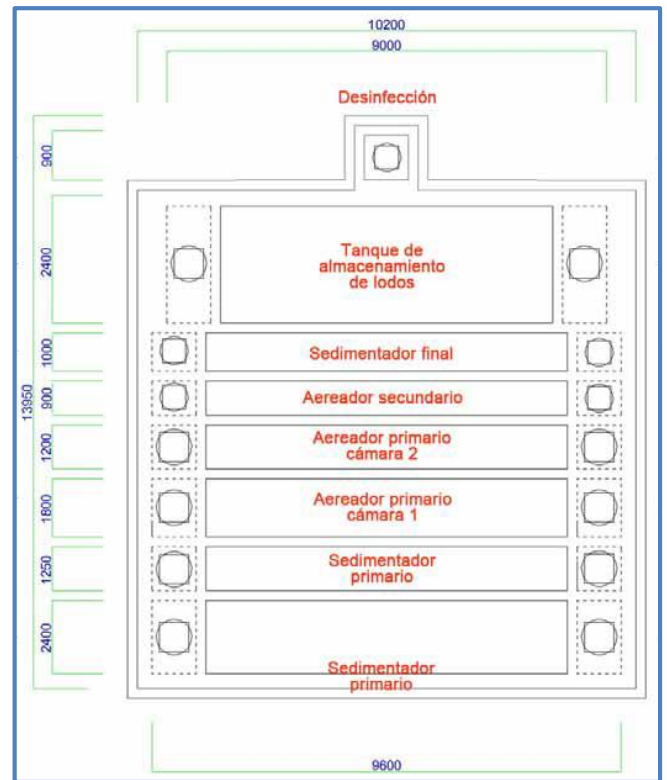 10200
9000
Desinfección
900
Tanque de
almacenamiento
de lodos
2400
Sedimentador final
1000
13950
Aereador secundario
900
Aereador primario
cámara 2
1200
Aereador primario
cámara 1
1800
Sedimentador
primario
1250
2400
Sedimentador
primario
9600